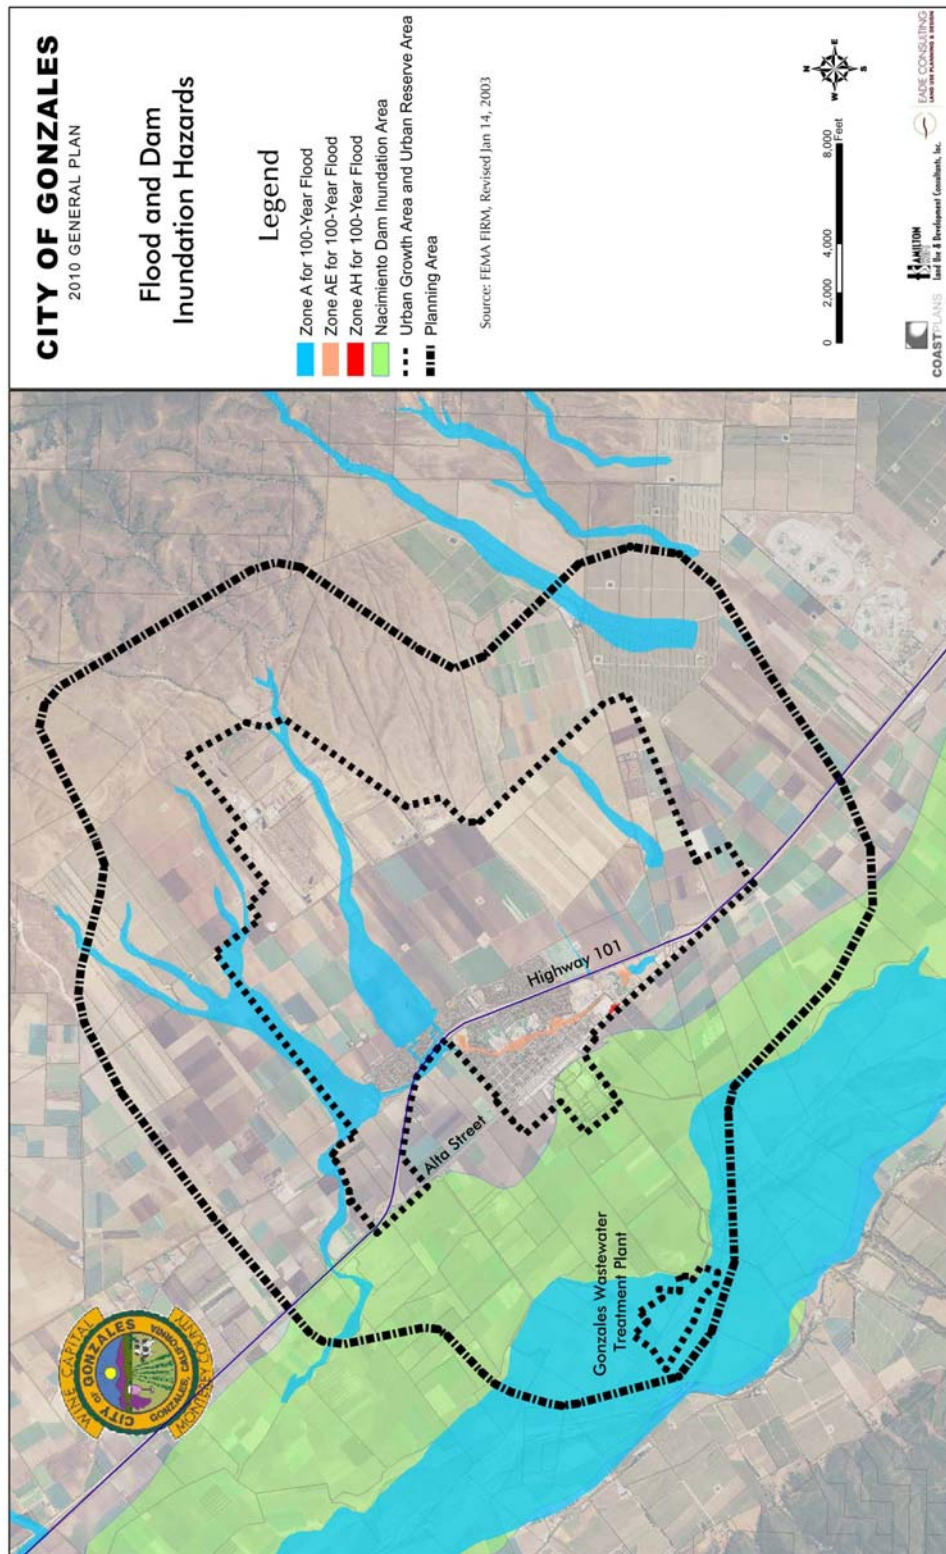 CITY OF GONZALES
2010 GENERAL PLAN
Flood and Dam
Inundation Hazards
Legend
Zone A for 100-Year Flood
Zone AE for 100-Year Flood
Zone AH for 100-Year Flood
Nacimiento Dam Inundation Area
Urban Growth Area and Urban Reserve Area
Planning Area
Source: FEMA FIRM, Revised Jan 14, 2003
0 2,000 4,000 8,000
Feet
N
E
S
W
COASTPLANS
HAMILTON
Land Use & Development Consultants, Inc.
EADIE CONSULTING
LAND USE PLANNING & DESIGN
WINE CAPITAL
CITY OF GONZALES
GONZALES, CALIFORNIA
MONTEREY COUNTY
Highway 101
Alta Street
Gonzales Wastewater
Treatment Plant